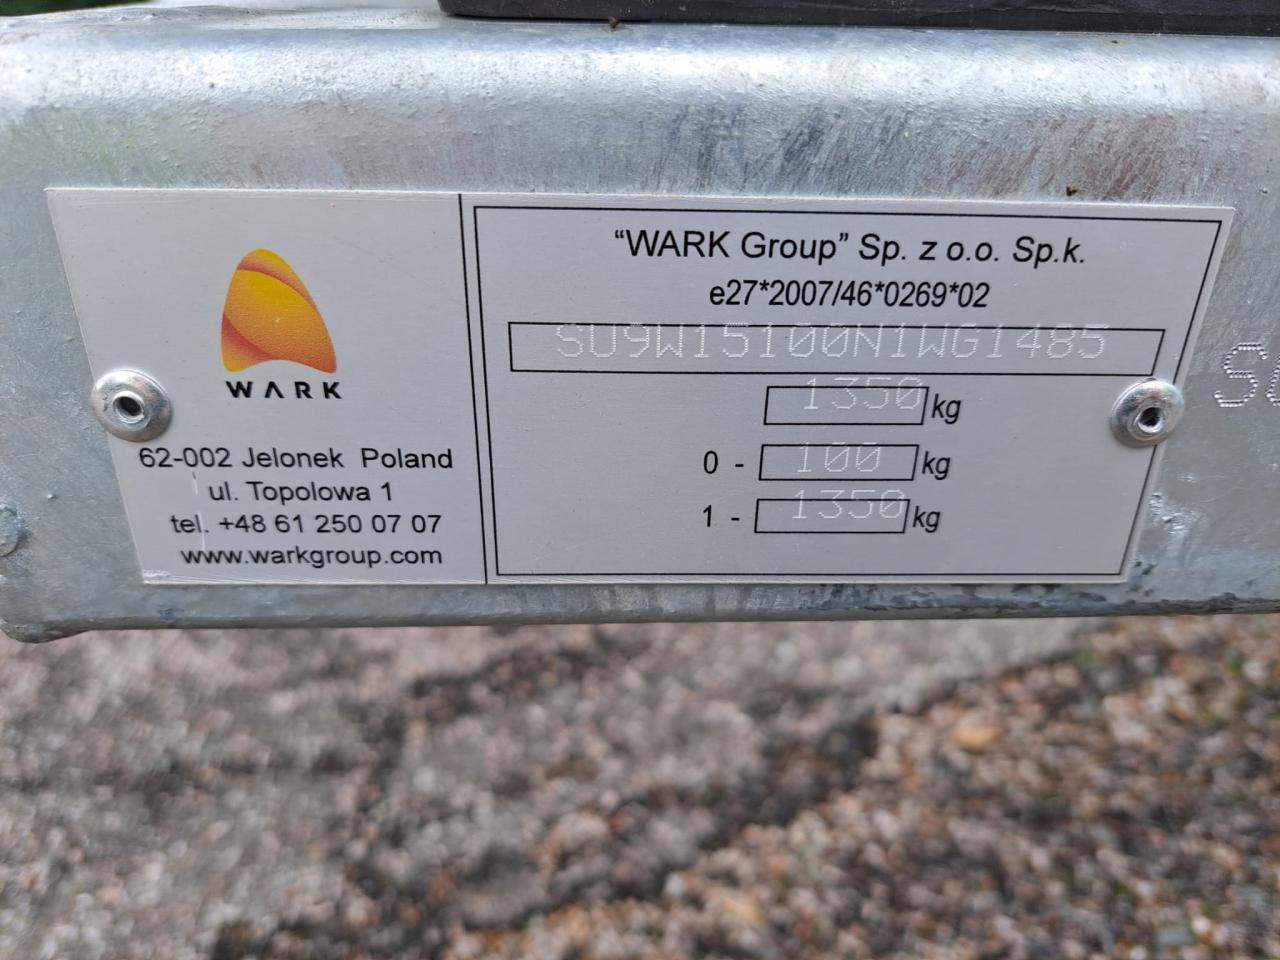 WARK
62-002 Jelonek Poland
ul. Topolowa 1
tel. +48 61 250 07 07
www.warkgroup.com
“WARK Group” Sp. z o.o. Sp.k.
e27*2007/46*0269*02
SU9W15100N1WG1485
1350 kg
0 - 100 kg
1 - 1350 kg